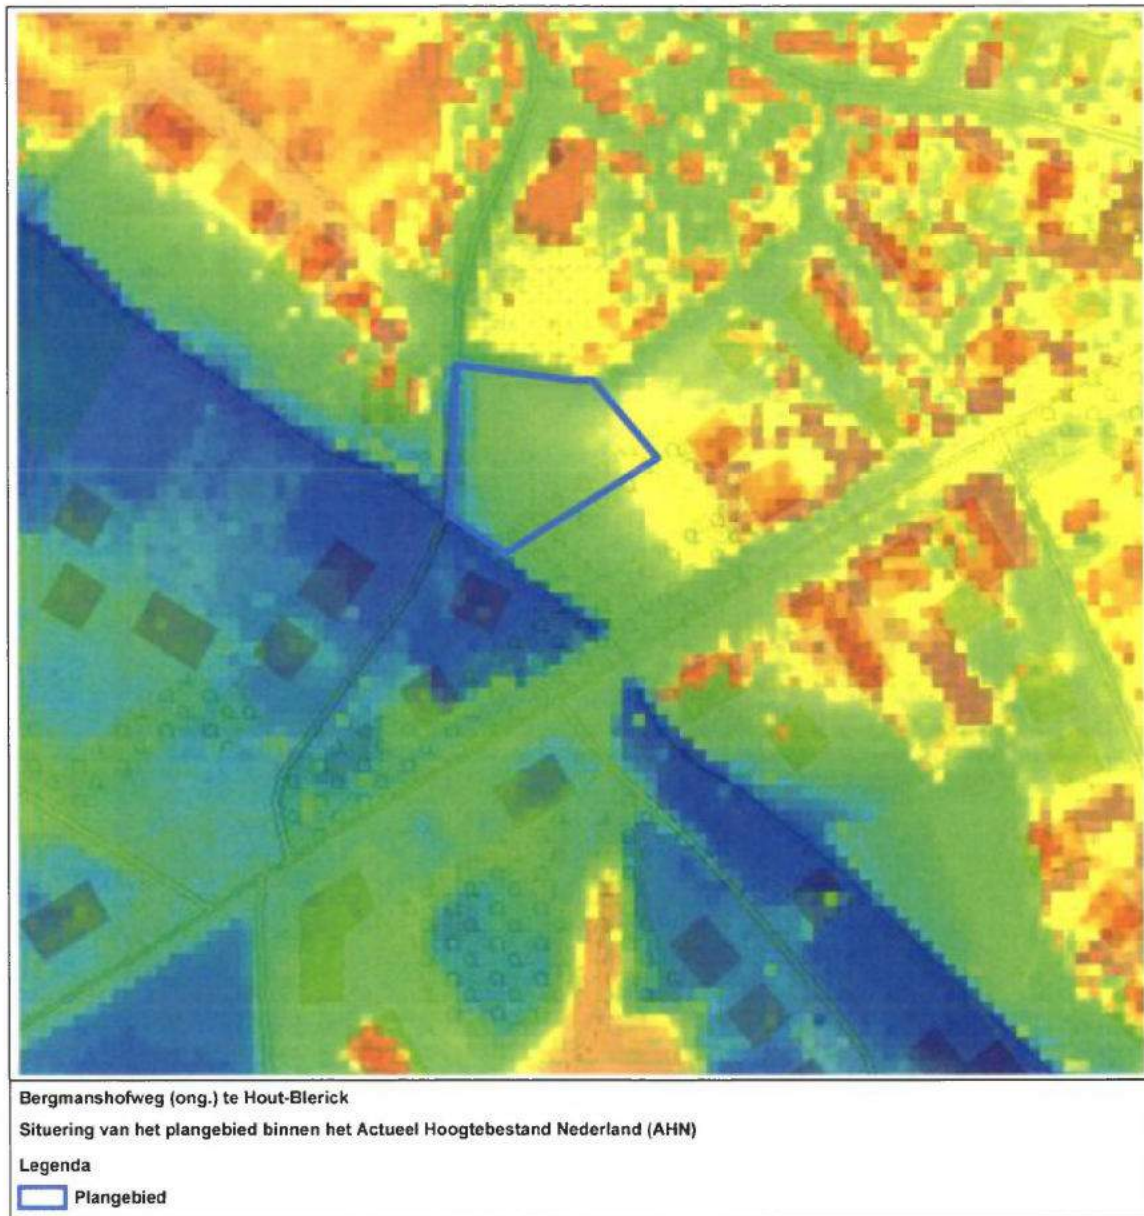 Bergmanshofweg (ong.) te Hout-Blerick
Situering van het plangebied binnen het Actueel Hoogtebestand Nederland (AHN)
Legenda
Plangebied